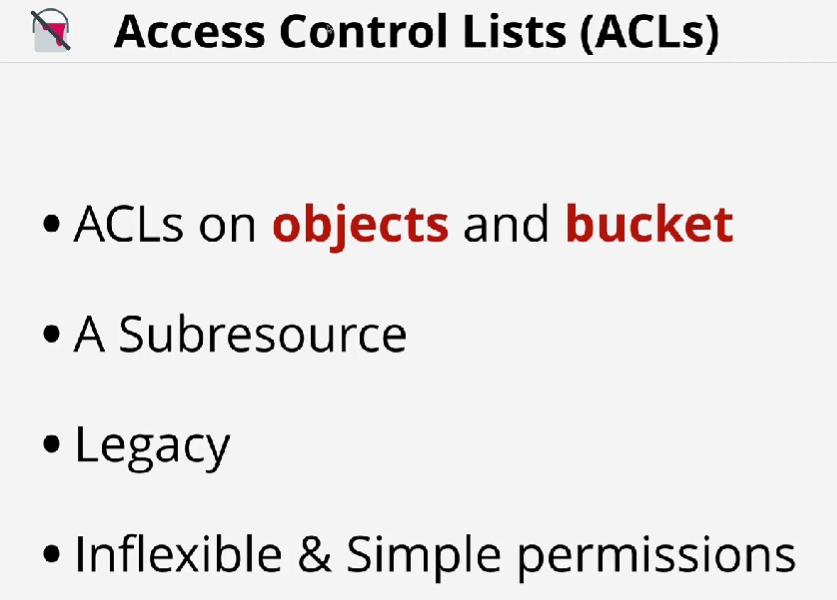 Access Control Lists (ACLs)
• ACLs on objects and bucket
• A Subresource
• Legacy
• Inflexible & Simple permissions